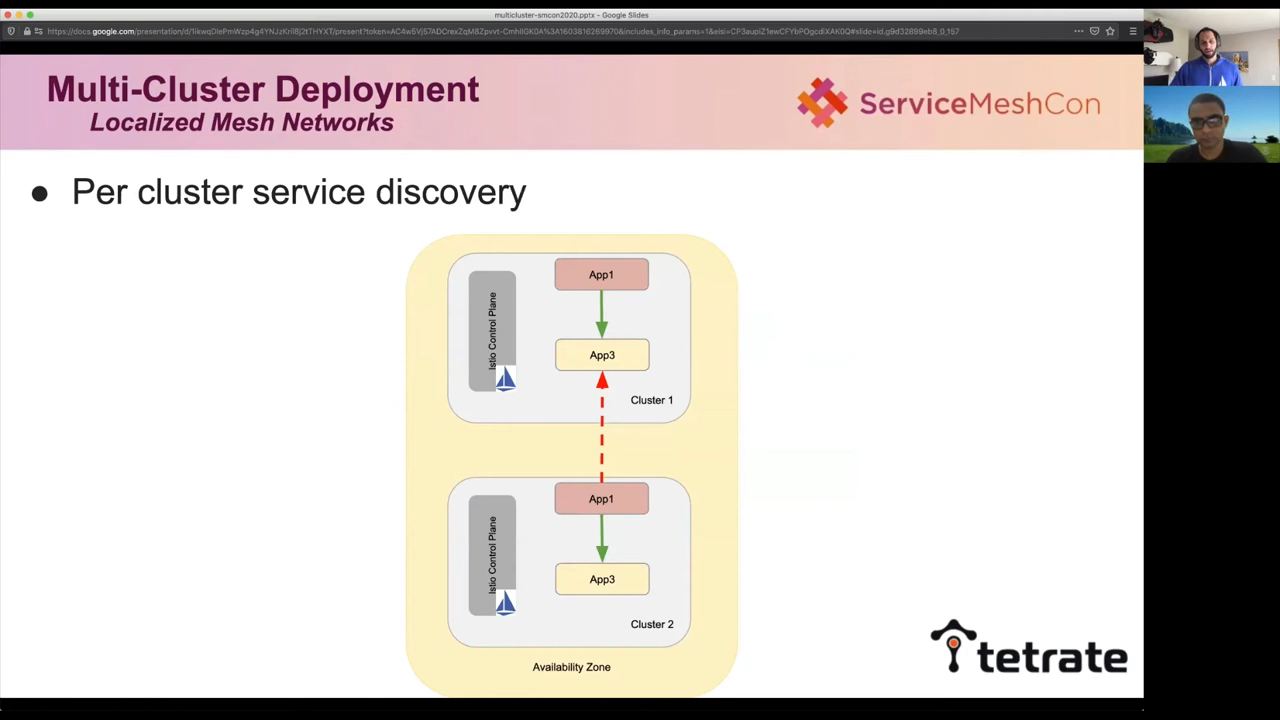 multicluster-smcon2020.pptx – Google Slides
Multi-Cluster Deployment
Localized Mesh Networks
ServiceMeshCon
● Per cluster service discovery
App1
Istio Control Plane
App3
Cluster 1
App1
Istio Control Plane
App3
Cluster 2
Availability Zone
tetrate